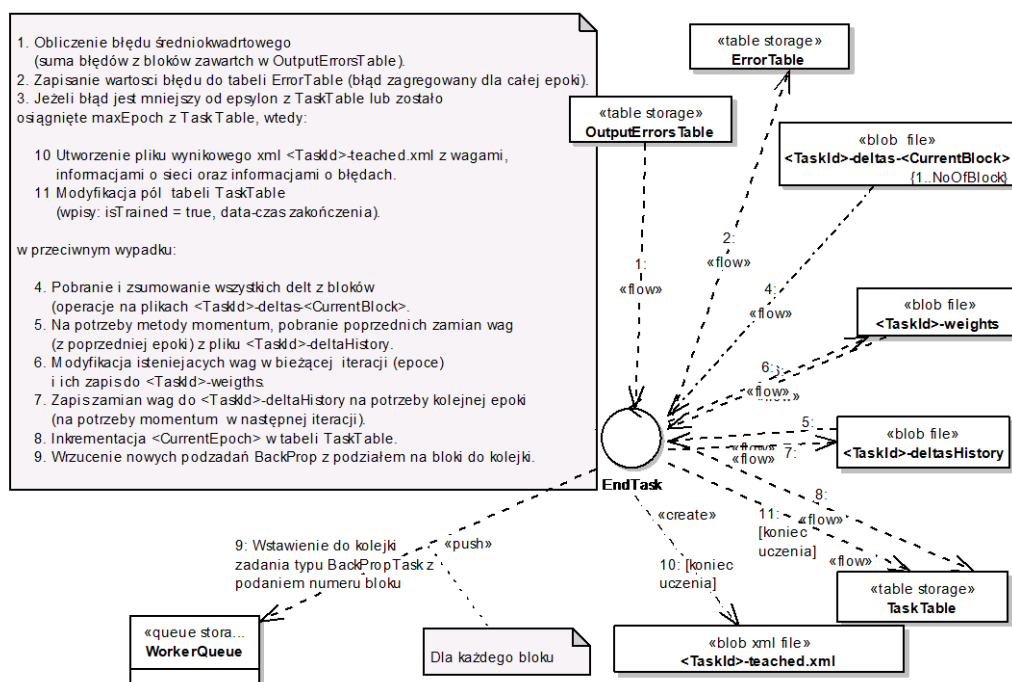 1. Obliczenie błędu średniokwadrtowego
(suma błędów z bloków zawartch w OutputErrorsTable).
2. Zapisanie wartosci błędu do tabeli ErrorTable (błąd zagregowany dla całej epoki).
3. Jeżeli błąd jest mniejszy od epsylon z TaskTable lub zostało
osiągnięte maxEpoch z Task Table, wtedy:
10 Utworzenie pliku wynikowego xml <TaskId>-teached.xml z wagami,
informacjami o sieci oraz informacjami o błędach.
11 Modyfikacja pól tabeli TaskTable
(wpisy: isTrained = true, data-czas zakończenia).
w przeciwnym wypadku:
4. Pobranie i zsumowanie wszystkich delt z bloków
(operacje na plikach <TaskId>-deltas-<CurrentBlock>.
5. Na potrzeby metody momentum, pobranie poprzednich zamian wag
(z poprzedniej epoki) z pliku <TaskId>-deltaHistory.
6. Modyfikacja isteniejacych wag w bieżącej iteracji (epoce)
i ich zapis do <TaskId>-weigths.
7. Zapis zamian wag do <TaskId>-deltaHistory na potrzeby kolejnej epoki
(na potrzeby momentum w następnej iteracji).
8. Inkrementacja <CurrentEpoch> w tabeli TaskTable.
9. Wrzucenie nowych podzadań BackProp z podziałem na bloki do kolejki.
«table storage»
ErrorTable
«table storage»
OutputErrorsTable
«blob file»
<TaskId>-deltas-<CurrentBlock>
{1..NoOfBlock}
2:
«flow»
1:
«flow»
4:
«flow»
«blob file»
<TaskId>-weights
6:
5:
«blob file»
<TaskId>-deltasHistory
7:
«flow»
EndTask
8:
«flow»
«create»
11:
[koniec
uczenia]
«flow»
9: Wstawienie do kolejki
zadania typu BackPropTask z
podaniem numeru bloku
«push»
10: [koniec
uczenia]
«table storage»
TaskTable
«queue stora...
WorkerQueue
Dla każdego bloku
«blob xml file»
<TaskId>-teached.xml